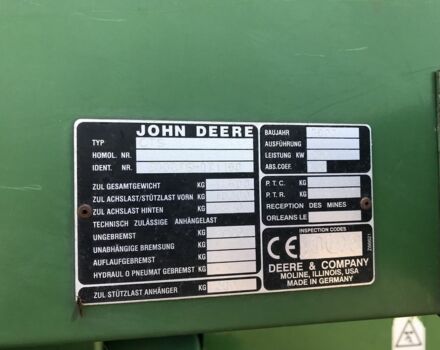 JOHN DEERE
TYP CTS
HOMOL. NR.
IDENT. NR.
ZUL GESAMTGEWICHT KG
ZUL ACHSLAST/STÜTZLAST VORN KG
ZUL ACHSLAST HINTEN KG
TECHNISCH ZULÄSSIGE ANHÄNGELAST
UNGEBREMST KG
UNABHÄNGIGE BREMSUNG KG
AUFLAUFGEBREMST KG
HYDRAUL O PNEUMAT GEBREMST KG
ZUL STÜTZLAST ANHÄNGER KG
BAUJAHR
AUSFÜHRUNG
LEISTUNG KW
ABS.COEF.
P. T. C. KG
P. T. R. KG
RECEPTION DES MINES
ORLEANS LE
INSPECTION CODES
CE
Z59021
DEERE & COMPANY
MOLINE, ILLINOIS, USA
MADE IN GERMANY